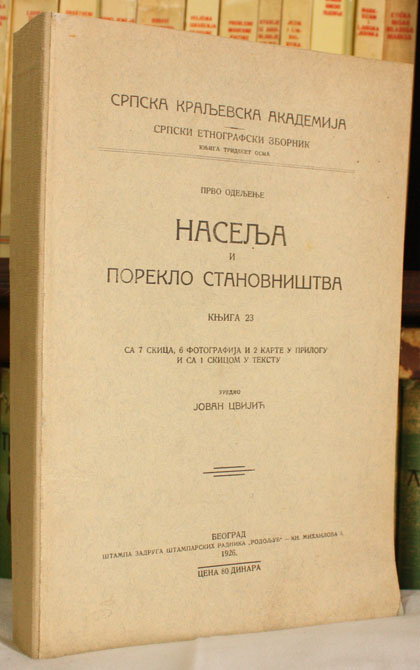 СРПСКА КРАЉЕВСКА АКАДЕМИЈА
СРПСКИ ЕТНОГРАФСКИ ЗБОРНИК
КЊИГА ТРИДЕСЕТ ОСМА
ПРВО ОДЕЉЕЊЕ
НАСЕЉА
И
ПОРЕКЛО СТАНОВНИШТВА
КЊИГА 23
СА 7 СКИЦА, 6 ФОТОГРАФИЈА И 2 КАРТЕ У ПРИЛОГУ
И СА 1 СКИЦОМ У ТЕКСТУ
УРЕДИО
ЈОВАН ЦВИЈИЋ
БЕОГРАД
ШТАМПА ЗАДРУГА ШТАМПАРСКИХ РАДНИКА „РОДОЉУБ“ — КН. МИХАИЛОВА
1926.
ЦЕНА 80 ДИНАРА